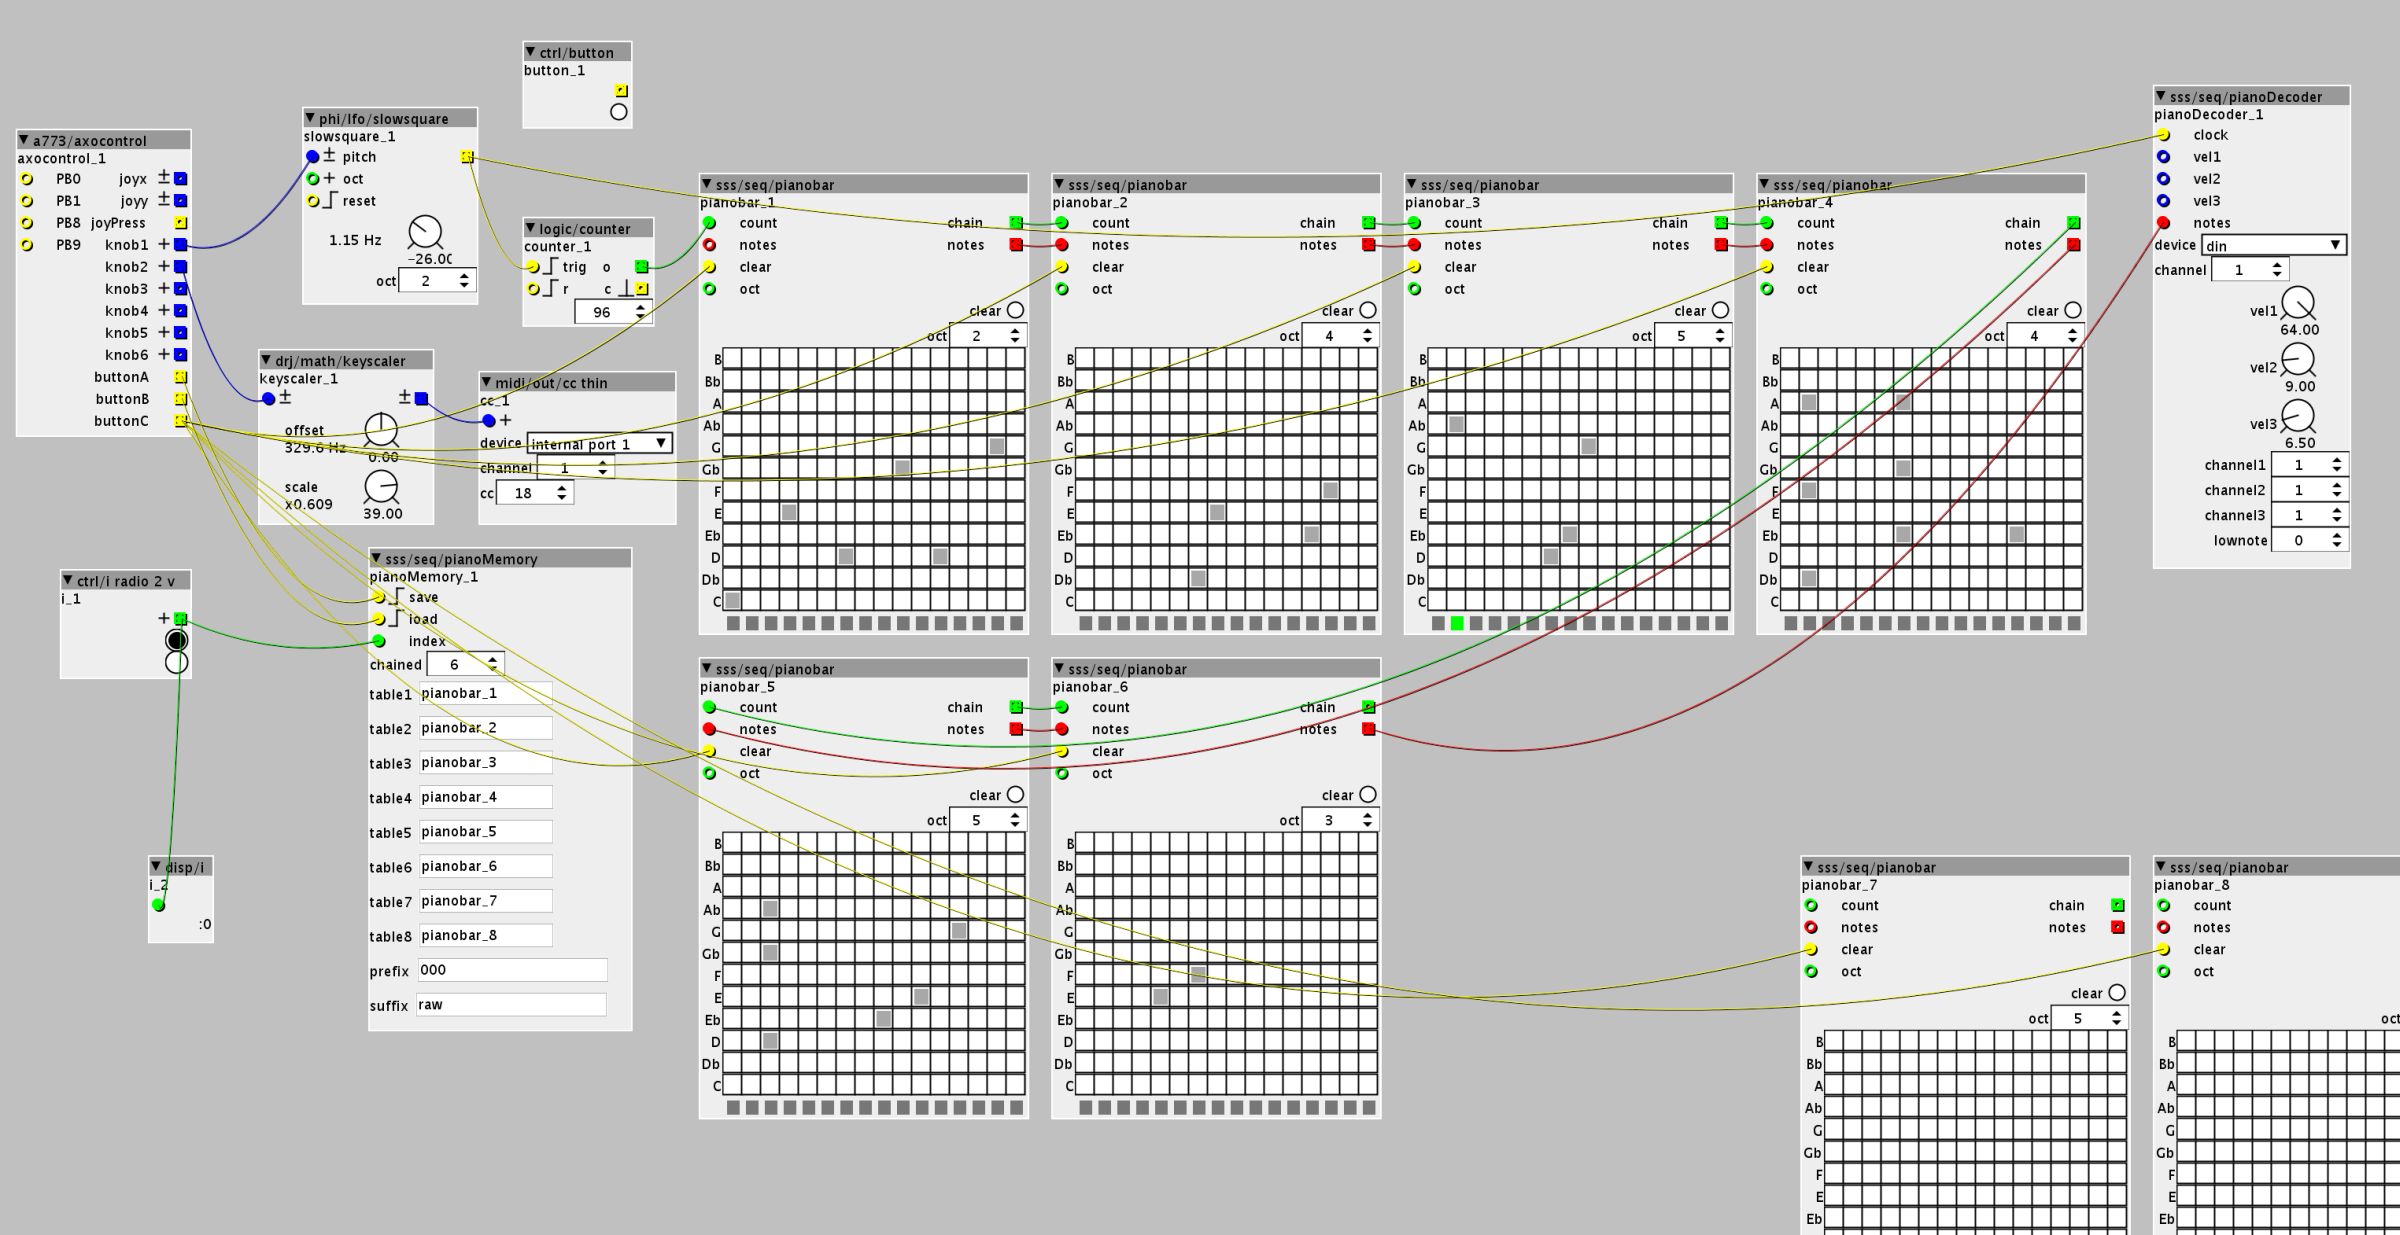 ctrl/button
button_1
a773/axocontrol
axocontrol_1
PB0 joyx ±
PB1 joyy ±
PB8 joyPress
PB9 knob1 +
knob2 +
knob3 +
knob4 +
knob5 +
knob6 +
buttonA
buttonB
buttonC
phi/lfo/slowsquare
slowsquare_1
± pitch
+ oct
reset
1.15 Hz
-26.00
oct 2
logic/counter
counter_1
trig o
r c
96
drj/math/keyscaler
keyscaler_1
± ±
offset
329.6 Hz 0.00
scale
x0.609
39.00
midi/out/cc thin
cc_1
+
device internal port 1
channel 1
cc 18
ctrl/i radio 2 v
i_1
+
disp/i
i_2
:0
sss/seq/pianoMemory
pianoMemory_1
save
load
index
chained 6
table1 pianobar_1
table2 pianobar_2
table3 pianobar_3
table4 pianobar_4
table5 pianobar_5
table6 pianobar_6
table7 pianobar_7
table8 pianobar_8
prefix 000
suffix raw
sss/seq/pianobar
pianobar_1
count chain
notes notes
clear
oct
clear
oct 2
B
Bb
A
Ab
G
Gb
F
E
Eb
D
Db
C
sss/seq/pianobar
pianobar_2
count chain
notes notes
clear
oct
clear
oct 4
B
Bb
A
Ab
G
Gb
F
E
Eb
D
Db
C
sss/seq/pianobar
pianobar_3
count chain
notes notes
clear
oct
clear
oct 5
B
Bb
A
Ab
G
Gb
F
E
Eb
D
Db
C
sss/seq/pianobar
pianobar_4
count chain
notes notes
clear
oct
clear
oct 4
B
Bb
A
Ab
G
Gb
F
E
Eb
D
Db
C
sss/seq/pianoDecoder
pianoDecoder_1
clock
vel1
vel2
vel3
notes
device din
channel 1
vel1
64.00
vel2
9.00
vel3
6.50
channel1 1
channel2 1
channel3 1
lownote 0
sss/seq/pianobar
pianobar_5
count chain
notes notes
clear
oct
clear
oct 5
B
Bb
A
Ab
G
Gb
F
E
Eb
D
Db
C
sss/seq/pianobar
pianobar_6
count chain
notes notes
clear
oct
clear
oct 3
B
Bb
A
Ab
G
Gb
F
E
Eb
D
Db
C
sss/seq/pianobar
pianobar_7
count chain
notes notes
clear
oct
clear
oct 5
B
Bb
A
Ab
G
Gb
F
E
Eb
sss/seq/pianobar
pianobar_8
count
notes
clear
oct
oct
B
Bb
A
Ab
G
Gb
F
E
Eb